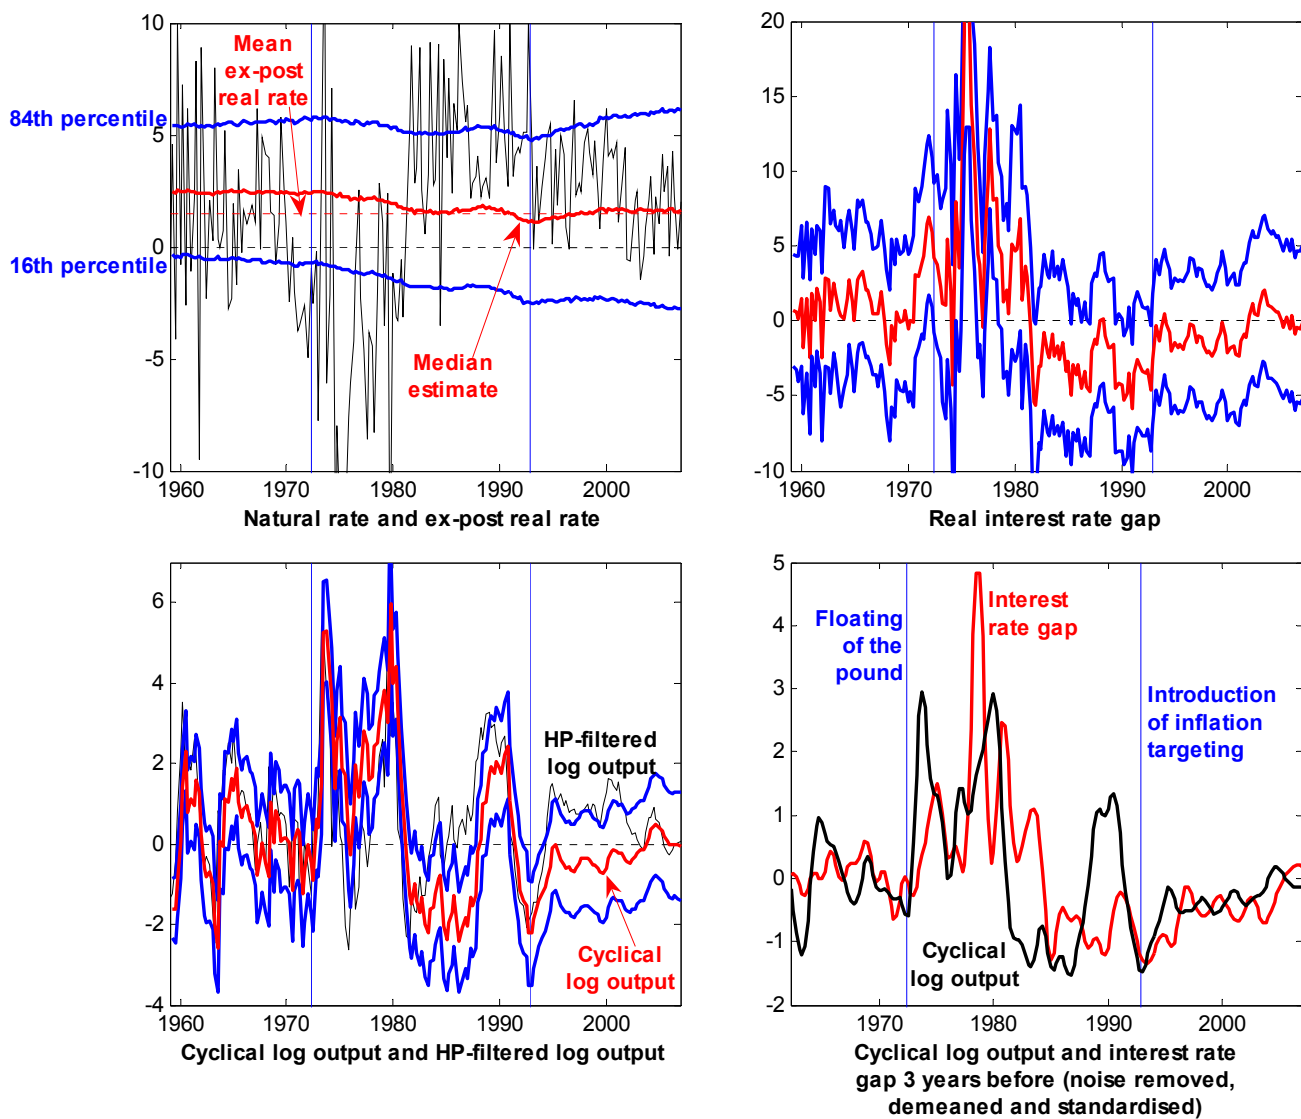 10
5
0
-5
-10
84th percentile
16th percentile
Mean
ex-post
real rate
Median
estimate
1960 1970 1980 1990 2000
Natural rate and ex-post real rate
20
15
10
5
0
-5
-10
1960 1970 1980 1990 2000
Real interest rate gap
6
4
2
0
-2
-4
HP-filtered
log output
Cyclical
log output
1960 1970 1980 1990 2000
Cyclical log output and HP-filtered log output
5
4
3
2
1
0
-1
-2
Floating
of the
pound
Interest
rate gap
Introduction
of inflation
targeting
Cyclical
log output
1970 1980 1990 2000
Cyclical log output and interest rate
gap 3 years before (noise removed,
demeaned and standardised)